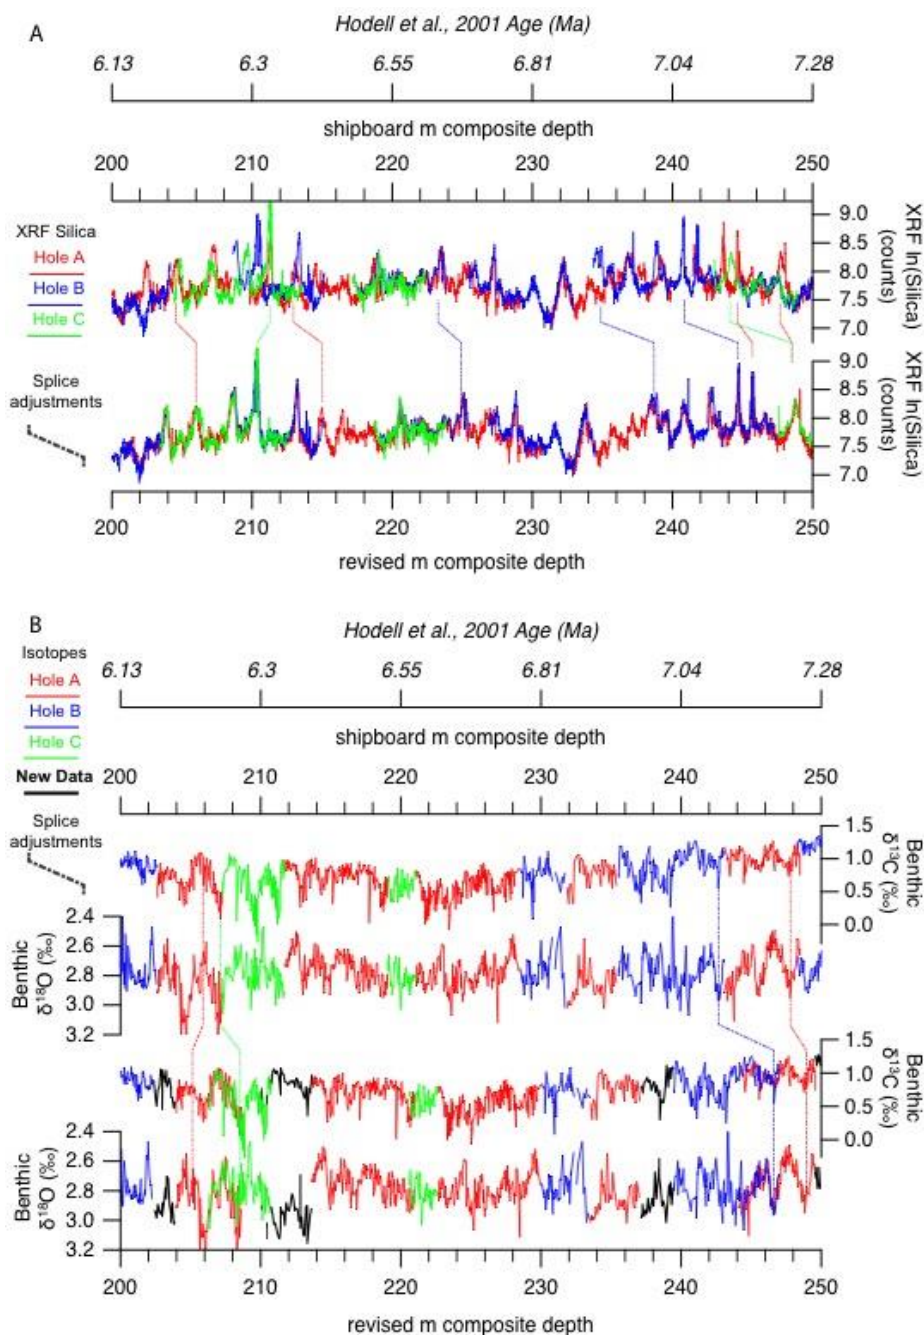 A
Hodell et al., 2001 Age (Ma)
6.13 6.3 6.55 6.81 7.04 7.28
shipboard m composite depth
200 210 220 230 240 250
XRF Silica
Hole A
Hole B
Hole C
9.0
8.5
8.0
7.5
7.0
XRF ln(Silica)
(counts)
Splice
adjustments
9.0
8.5
8.0
7.5
7.0
XRF ln(Silica)
(counts)
200 210 220 230 240 250
revised m composite depth
B
Hodell et al., 2001 Age (Ma)
Isotopes
Hole A
Hole B
Hole C
New Data
Splice
adjustments
6.13 6.3 6.55 6.81 7.04 7.28
shipboard m composite depth
200 210 220 230 240 250
1.5
1.0
0.5
0.0
Benthic
δ13C (‰)
2.4
2.6
2.8
3.0
3.2
Benthic
δ18O (‰)
1.5
1.0
0.5
0.0
Benthic
δ13C (‰)
2.4
2.6
2.8
3.0
3.2
Benthic
δ18O (‰)
200 210 220 230 240 250
revised m composite depth